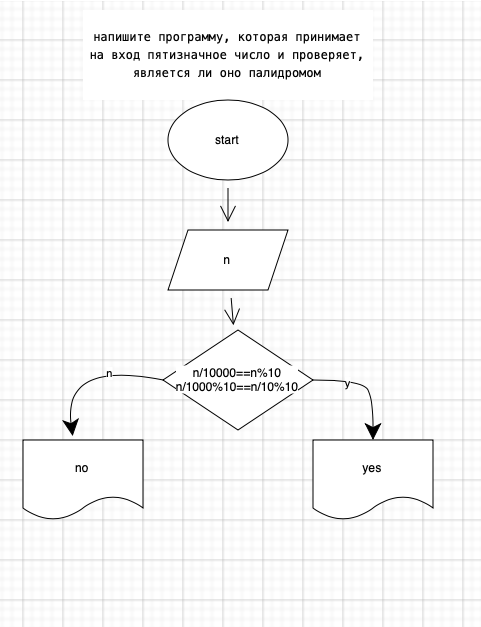 напишите программу, которая принимает
на вход пятизначное число и проверяет,
является ли оно палидромом
start
n
n/10000==n%10
n/1000%10==n/10%10
n
y
no
yes